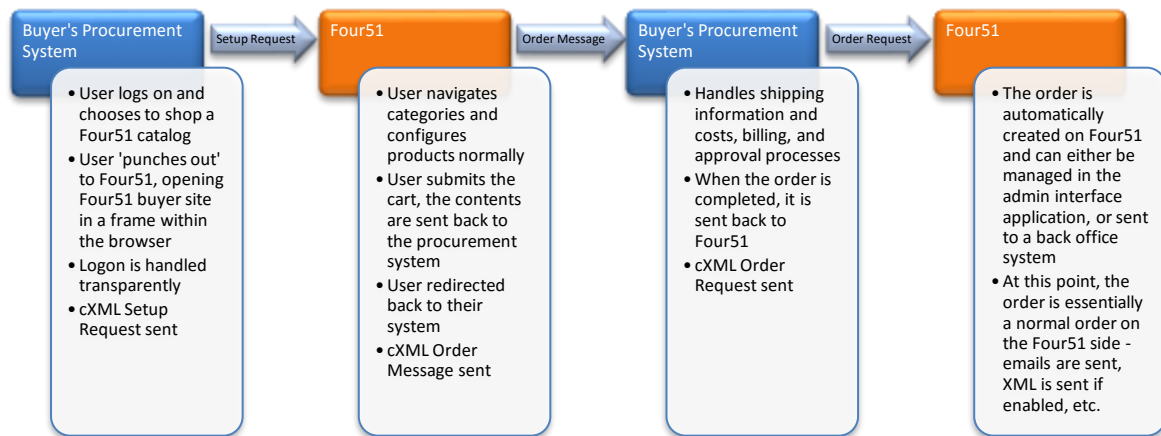 Buyer's Procurement
System
Setup Request
Four51
Order Message
Buyer's Procurement
System
Order Request
Four51
• User logs on and
chooses to shop a
Four51 catalog
• User 'punches out'
to Four51, opening
Four51 buyer site
in a frame within
the browser
• Logon is handled
transparently
• cXML Setup
Request sent
• User navigates
categories and
configures
products normally
• User submits the
cart, the contents
are sent back to
the procurement
system
• User redirected
back to their
system
• cXML Order
Message sent
• Handles shipping
information and
costs, billing, and
approval processes
• When the order is
completed, it is
sent back to
Four51
• cXML Order
Request sent
• The order is
automatically
created on Four51
and can either be
managed in the
admin interface
application, or sent
to a back office
system
• At this point, the
order is essentially
a normal order on
the Four51 side -
emails are sent,
XML is sent if
enabled, etc.